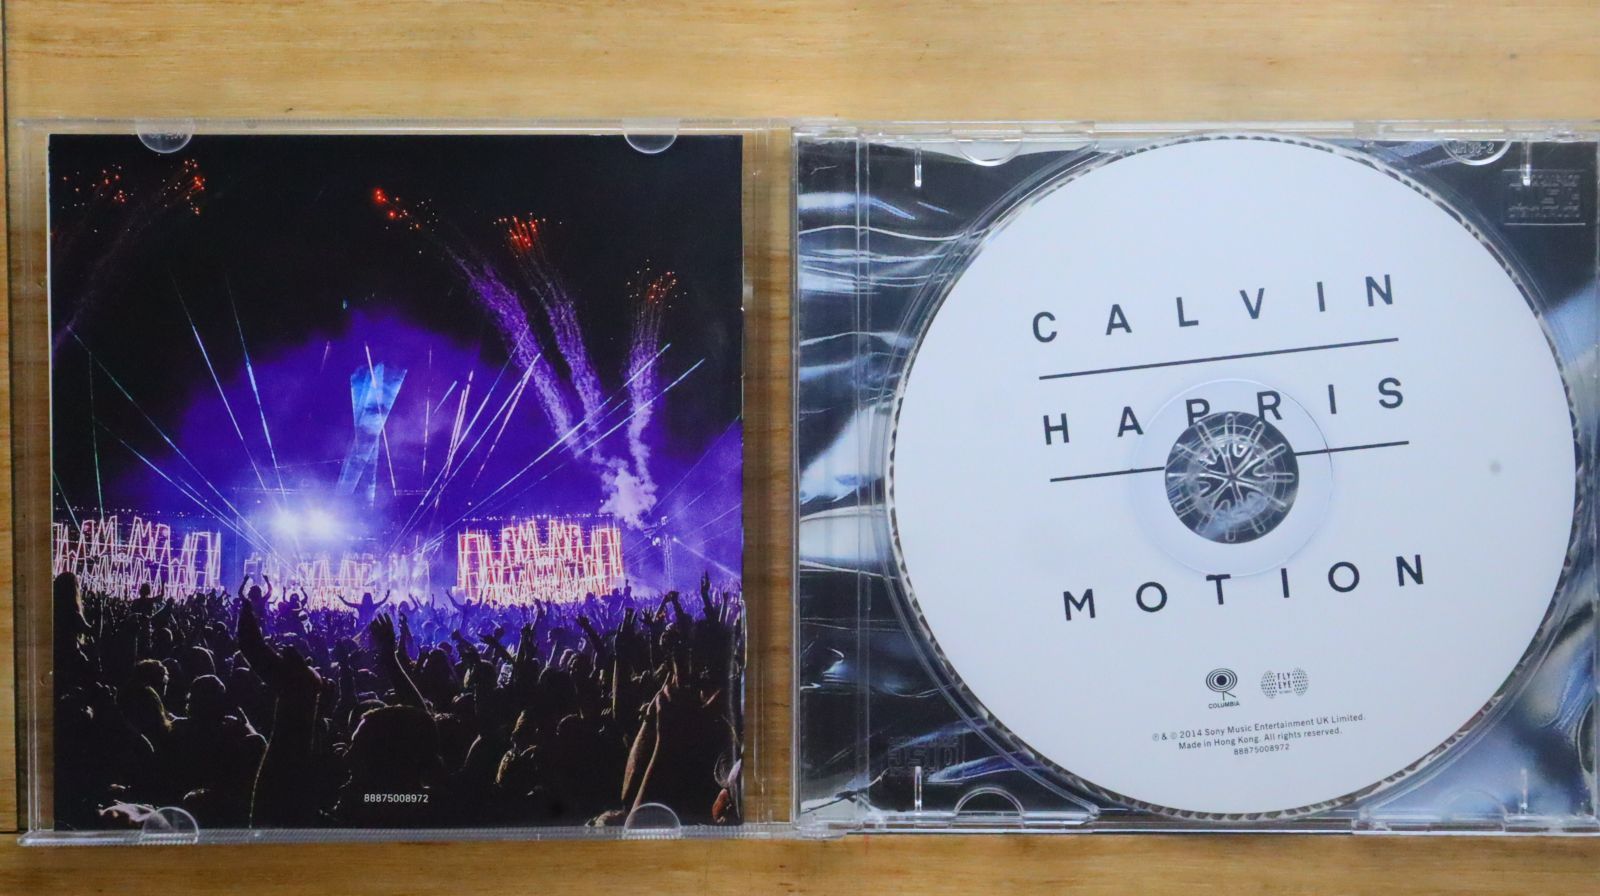 88875008972
CALVIN
HARRIS
MOTION
COLUMBIA
FLY
EYE
℗ & © 2014 Sony Music Entertainment UK Limited.
Made in Hong Kong. All rights reserved.
88875008972